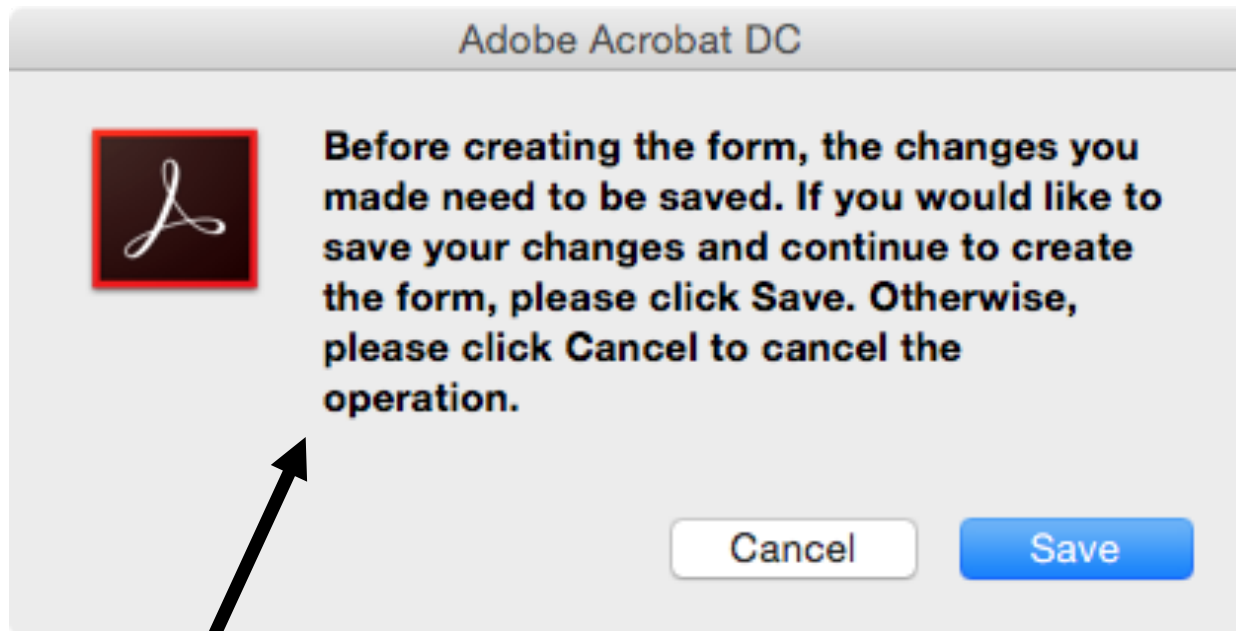 Adobe Acrobat DC
Before creating the form, the changes you
made need to be saved. If you would like to
save your changes and continue to create
the form, please click Save. Otherwise,
please click Cancel to cancel the
operation.
Cancel
Save